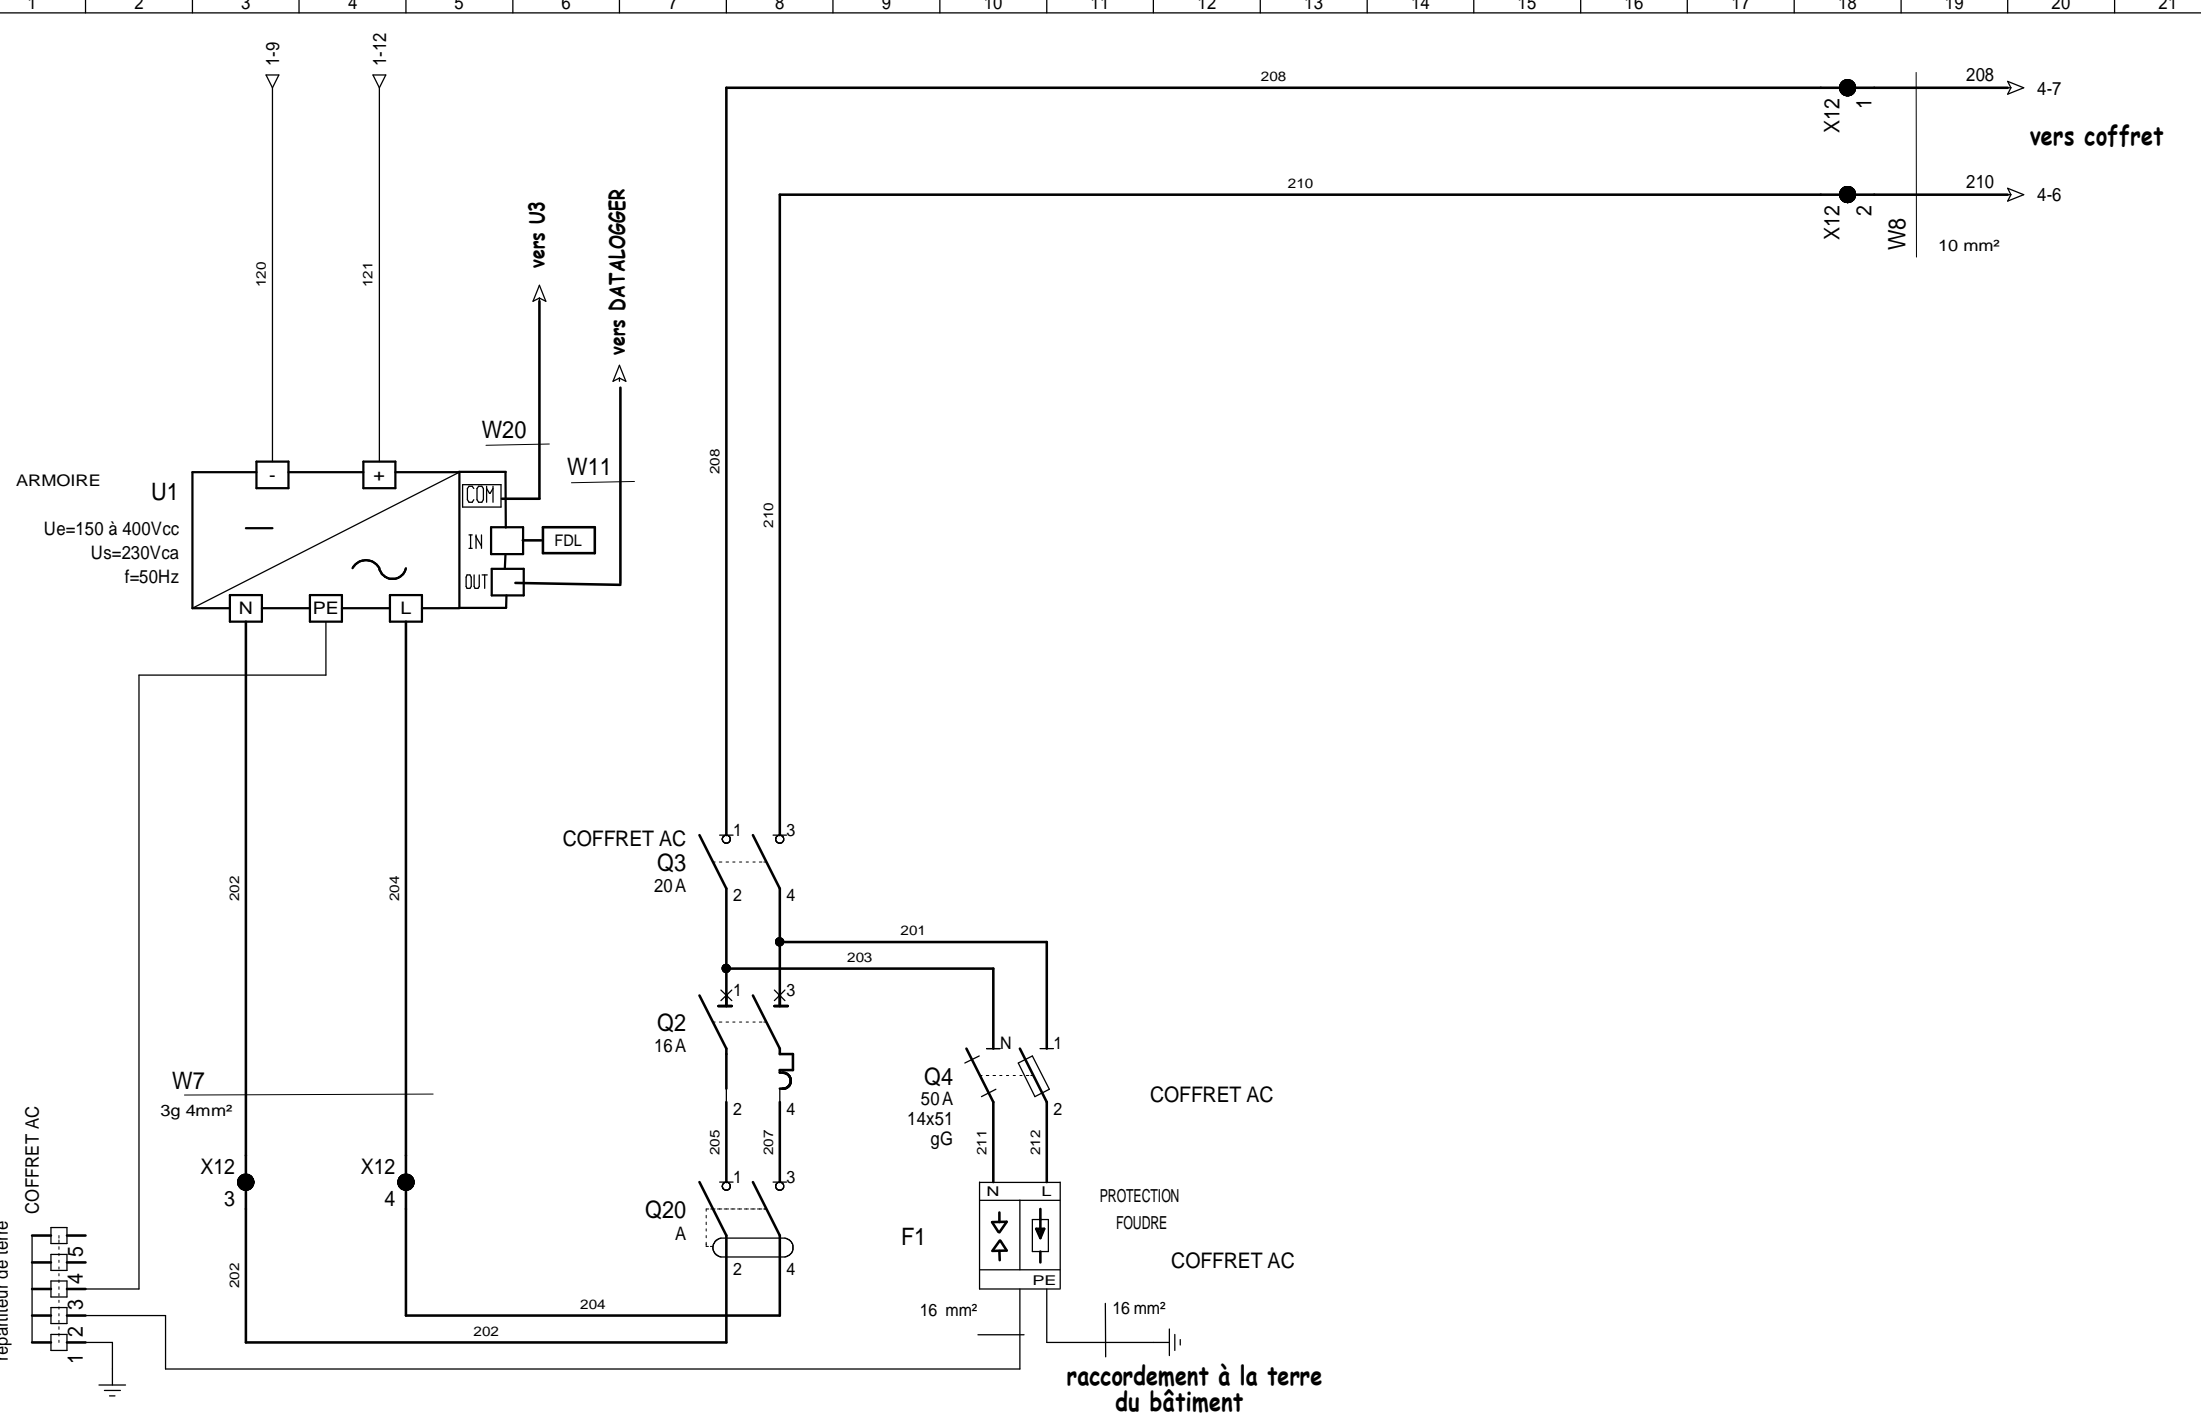 1 2 3 4 5 6 7 8 9 10 11 12 13 14 15 16 17 18 19 20 21
1-9
1-12
208
X12
1
208
4-7
vers coffret
210
X12
2
210
4-6
W8
10 mm²
120
121
vers U3
vers DATALOGGER
W20
W11
208
210
ARMOIRE
U1
-
+
COM
Ue=150 à 400Vcc
Us=230Vca
f=50Hz
IN
FDL
OUT
N
PE
L
COFFRET AC
Q3
20 A
1
3
2
4
202
204
201
203
Q2
16 A
1
3
2
4
Q4
50 A
14x51
gG
N
1
2
COFFRET AC
W7
3g 4mm²
205
207
211
212
COFFRET AC
X12
3
X12
4
Q20
A
1
3
2
4
F1
N
L
PE
PROTECTION
FOUDRE
COFFRET AC
répartiteur de terre
5
4
3
2
1
202
204
202
16 mm²
16 mm²
raccordement à la terre
du bâtiment